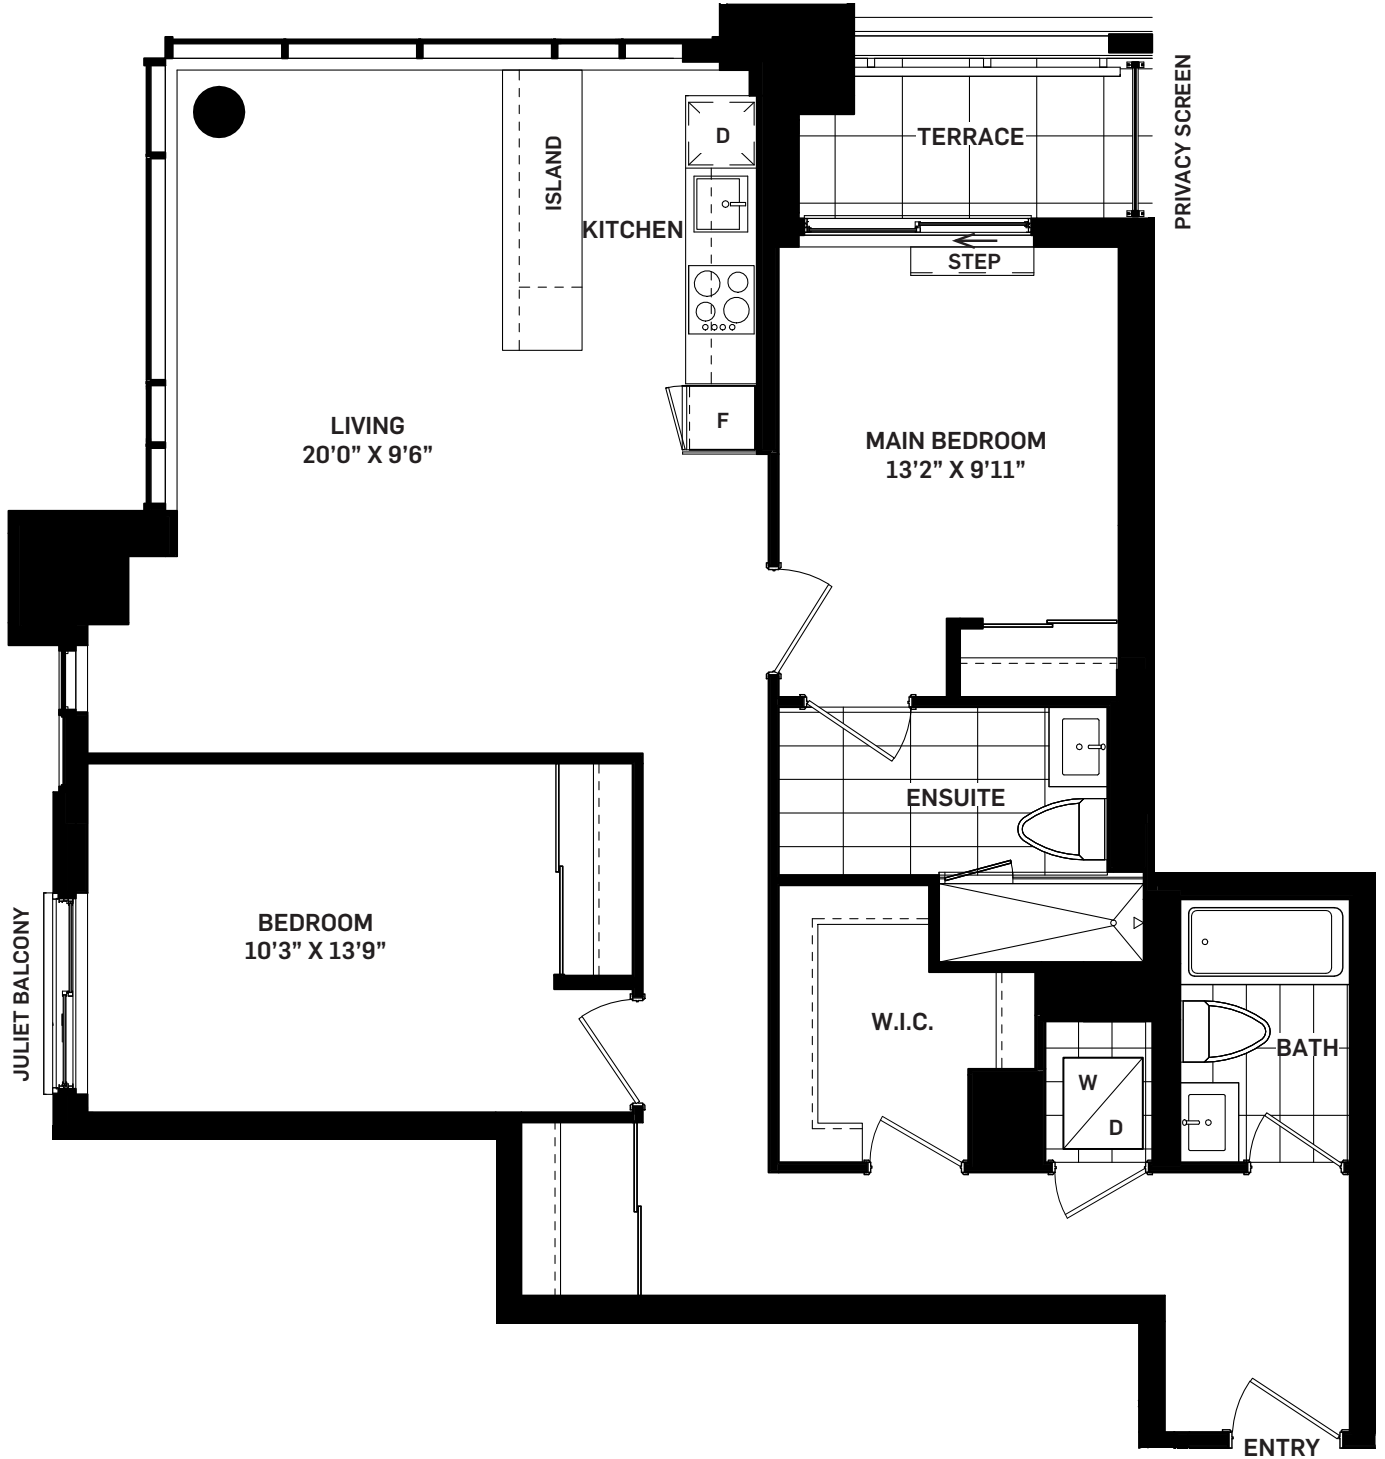 TERRACE
PRIVACY SCREEN
D
ISLAND
KITCHEN
STEP
F
LIVING
20’0” X 9’6”
MAIN BEDROOM
13’2” X 9’11”
ENSUITE
BEDROOM
10’3” X 13’9”
JULIET BALCONY
W.I.C.
BATH
W
D
ENTRY